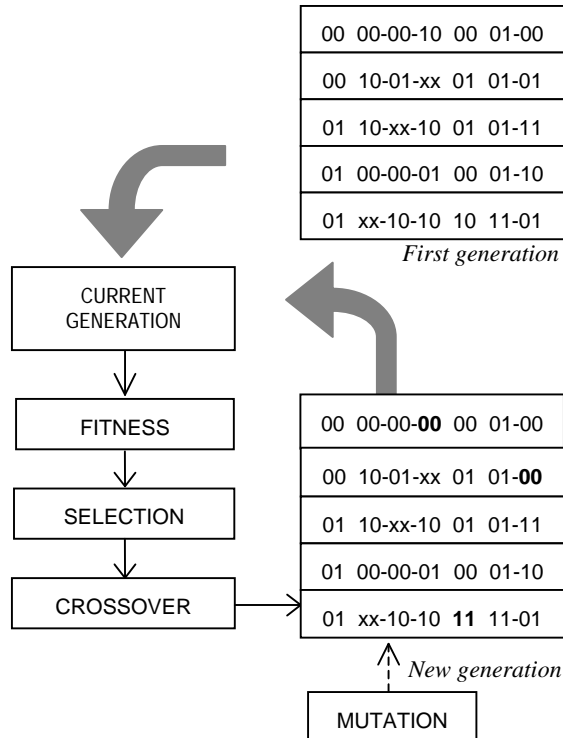 00 00-00-10 00 01-00
00 10-01-xx 01 01-01
01 10-xx-10 01 01-11
01 00-00-01 00 01-10
01 xx-10-10 10 11-01
First generation
CURRENT
GENERATION
FITNESS
SELECTION
CROSSOVER
00 00-00-00 00 01-00
00 10-01-xx 01 01-00
01 10-xx-10 01 01-11
01 00-00-01 00 01-10
01 xx-10-10 11 11-01
New generation
MUTATION